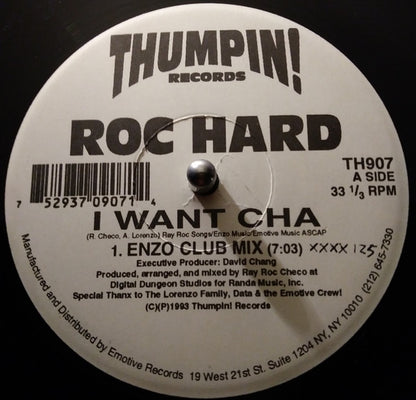 THUMPIN!
RECORDS
ROC HARD
TH907
A SIDE
33 1/3 RPM
7 52937 09071 4
I WANT CHA
(R. Checo, A. Lorenzo) Ray Roc Songs/Enzo Music/Emotive Music ASCAP
1. ENZO CLUB MIX (7:03) XXXX 125
Executive Producer: David Chang
Produced, arranged, and mixed by Ray Roc Checo at
Digital Dungeon Studios for Randa Music, Inc.
Special Thanx to The Lorenzo Family, Data & the Emotive Crew!
(C)(P)1993 Thumpin! Records
Manufactured and Distributed by Emotive Records 19 West 21st St. Suite 1204 NY, NY 10010 (212) 645-7330